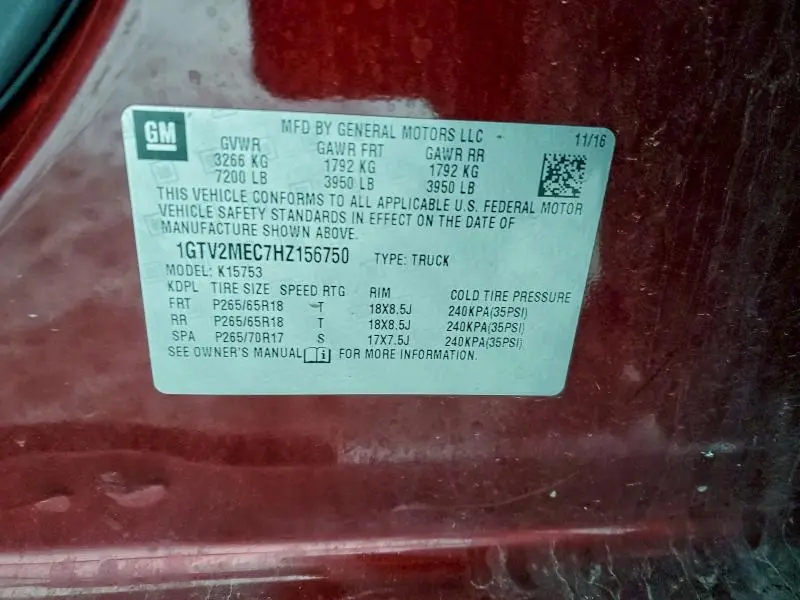 GM
MFD BY GENERAL MOTORS LLC 11/16
GVWR GAWR FRT GAWR RR
3266 KG 1792 KG 1792 KG
7200 LB 3950 LB 3950 LB
THIS VEHICLE CONFORMS TO ALL APPLICABLE U.S. FEDERAL MOTOR
VEHICLE SAFETY STANDARDS IN EFFECT ON THE DATE OF
MANUFACTURE SHOWN ABOVE.
1GTV2MEC7HZ156750 TYPE: TRUCK
MODEL: K15753
KDPL TIRE SIZE SPEED RTG RIM COLD TIRE PRESSURE
FRT P265/65R18 T 18X8.5J 240KPA(35PSI)
RR P265/65R18 T 18X8.5J 240KPA(35PSI)
SPA P265/70R17 S 17X7.5J 240KPA(35PSI)
SEE OWNER'S MANUAL i FOR MORE INFORMATION.